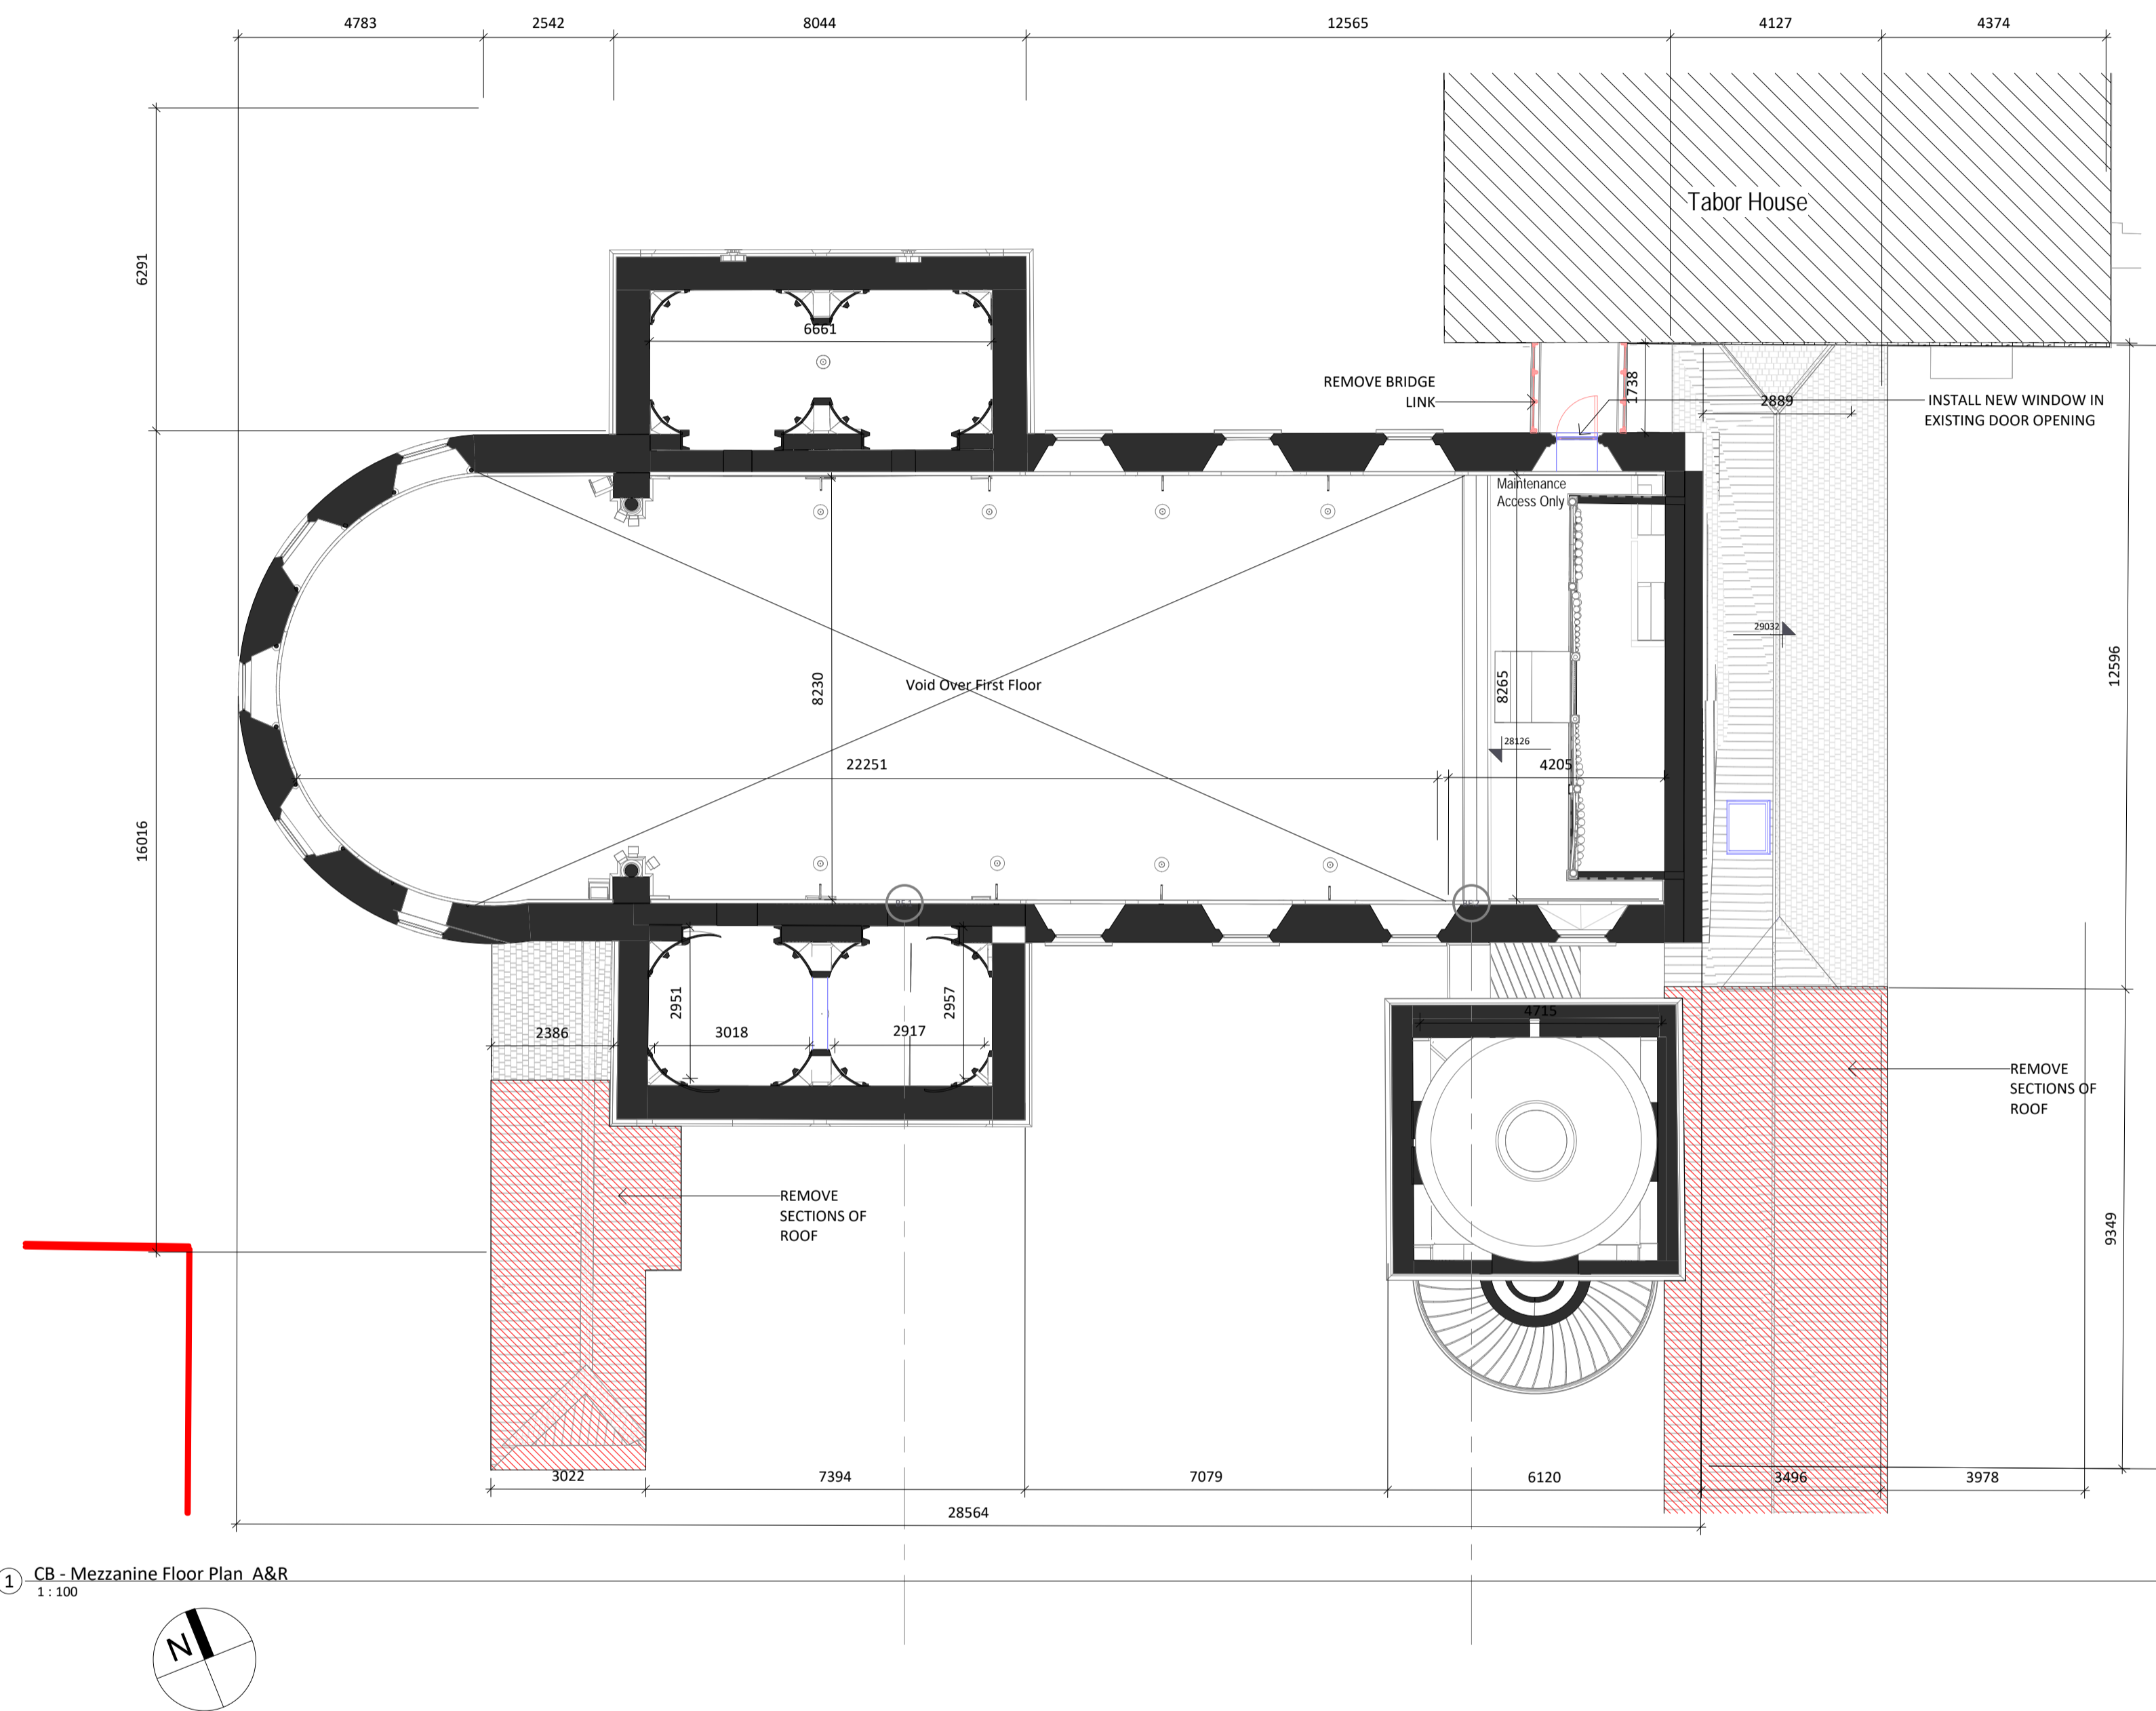 4783 2542 8044 12565 4127 4374
6291
Tabor House
6661
REMOVE BRIDGE
LINK
1738
2889
INSTALL NEW WINDOW IN
EXISTING DOOR OPENING
Maintenance
Access Only
29032
12596
Void Over First Floor
8230
8265
28126
22251
4205
16016
2951
2957
2386
3018
2917
4715
REMOVE
SECTIONS OF
ROOF
REMOVE
SECTIONS OF
ROOF
9349
3022 7394 7079 6120 3496 3978
28564
1 CB - Mezzanine Floor Plan A&R
1 : 100
N